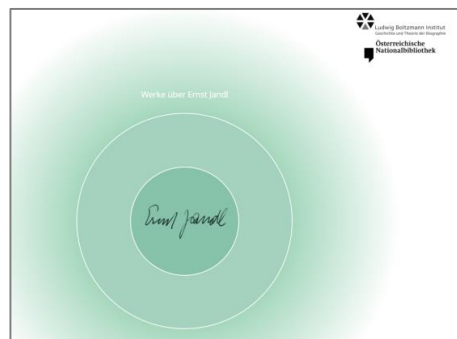 Ludwig Boltzmann Institut
Geschichte und Theorie der Biographie
Österreichische
Nationalbibliothek
Werke über Ernst Jandl
Ernst Jandl